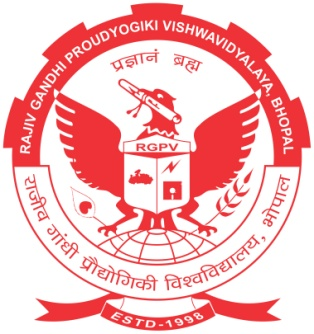 RAJIV GANDHI PROUDYOGIKI VISHWAVIDYALAYA, BHOPAL
प्रज्ञानं ब्रह्म
RGPV
राजीव गांधी प्रौद्योगिकी विश्वविद्यालय, भोपाल
ESTD-1998